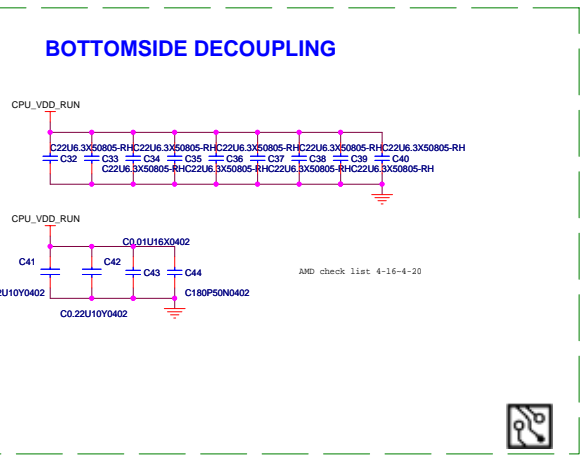 BOTTOMSIDE DECOUPLING
CPU_VDD_RUN
C22U6.3X50805-RHC22U6.3X50805-RHC22U6.3X50805-RHC22U6.3X50805-RHC22U6.3X50805-RH
C32 C33 C34 C35 C36 C37 C38 C39 C40
C22U6.3X50805-RHC22U6.3X50805-RHC22U6.3X50805-RHC22U6.3X50805-RH
CPU_VDD_RUN
C0.01U16X0402
C41 C42
C43 C44
AMD check list 4-16-4-20
2U10Y0402 C180P50N0402
C0.22U10Y0402